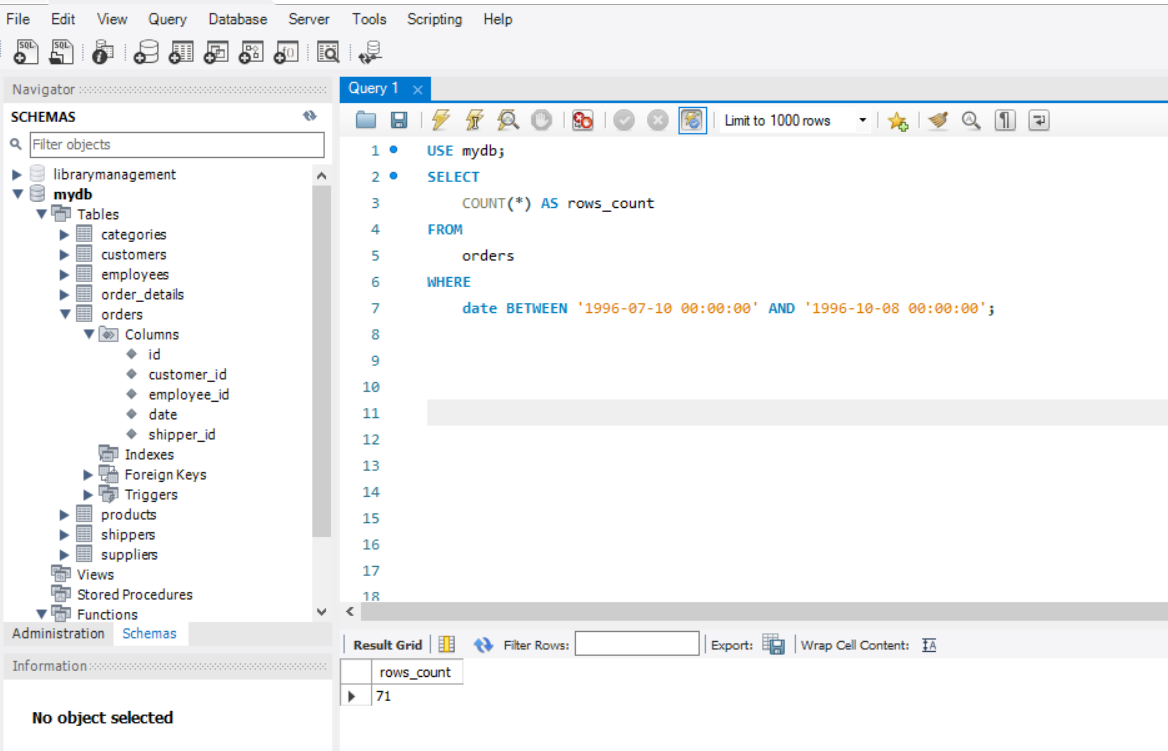 File Edit View Query Database Server Tools Scripting Help
SQL SQL
Navigator
Query 1
SCHEMAS
Limit to 1000 rows
Filter objects
librarymanagement
mydb
Tables
categories
customers
employees
order_details
orders
Columns
id
customer_id
employee_id
date
shipper_id
Indexes
Foreign Keys
Triggers
products
shippers
suppliers
Views
Stored Procedures
Functions
Administration Schemas
Information
No object selected
1 USE mydb;
2 SELECT
3 COUNT(*) AS rows_count
4 FROM
5 orders
6 WHERE
7 date BETWEEN '1996-07-10 00:00:00' AND '1996-10-08 00:00:00';
8
9
10
11
12
13
14
15
16
17
18
Result Grid Filter Rows: Export: Wrap Cell Content: IA
rows_count
71